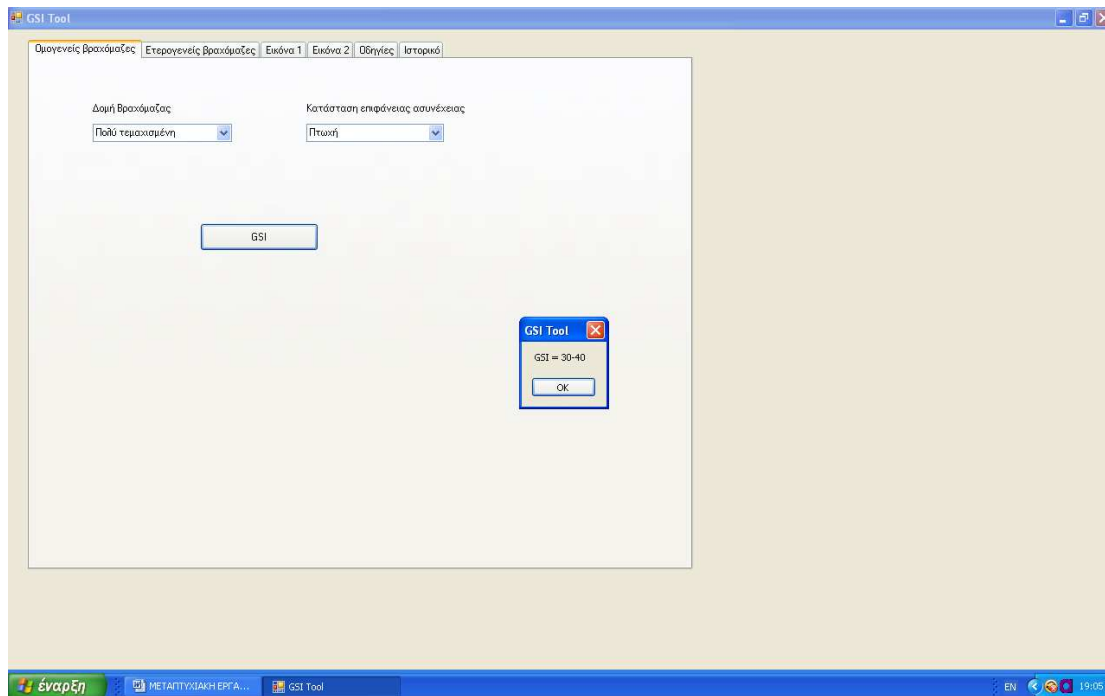 GSI Tool
Ομογενείς βραχόμαζες Ετερογενείς βραχόμαζες Εικόνα 1 Εικόνα 2 Οδηγίες Ιστορικό
Δομή Βραχόμαζας Κατάσταση επιφάνειας ασυνέχειας
Πολύ τεμαχισμένη Πτωχή
GSI
GSI Tool
GSI = 30-40
OK
έναρξη ΜΕΤΑΠΤΥΧΙΑΚΗ ΕΡΓΑ... GSI Tool EN 19:05